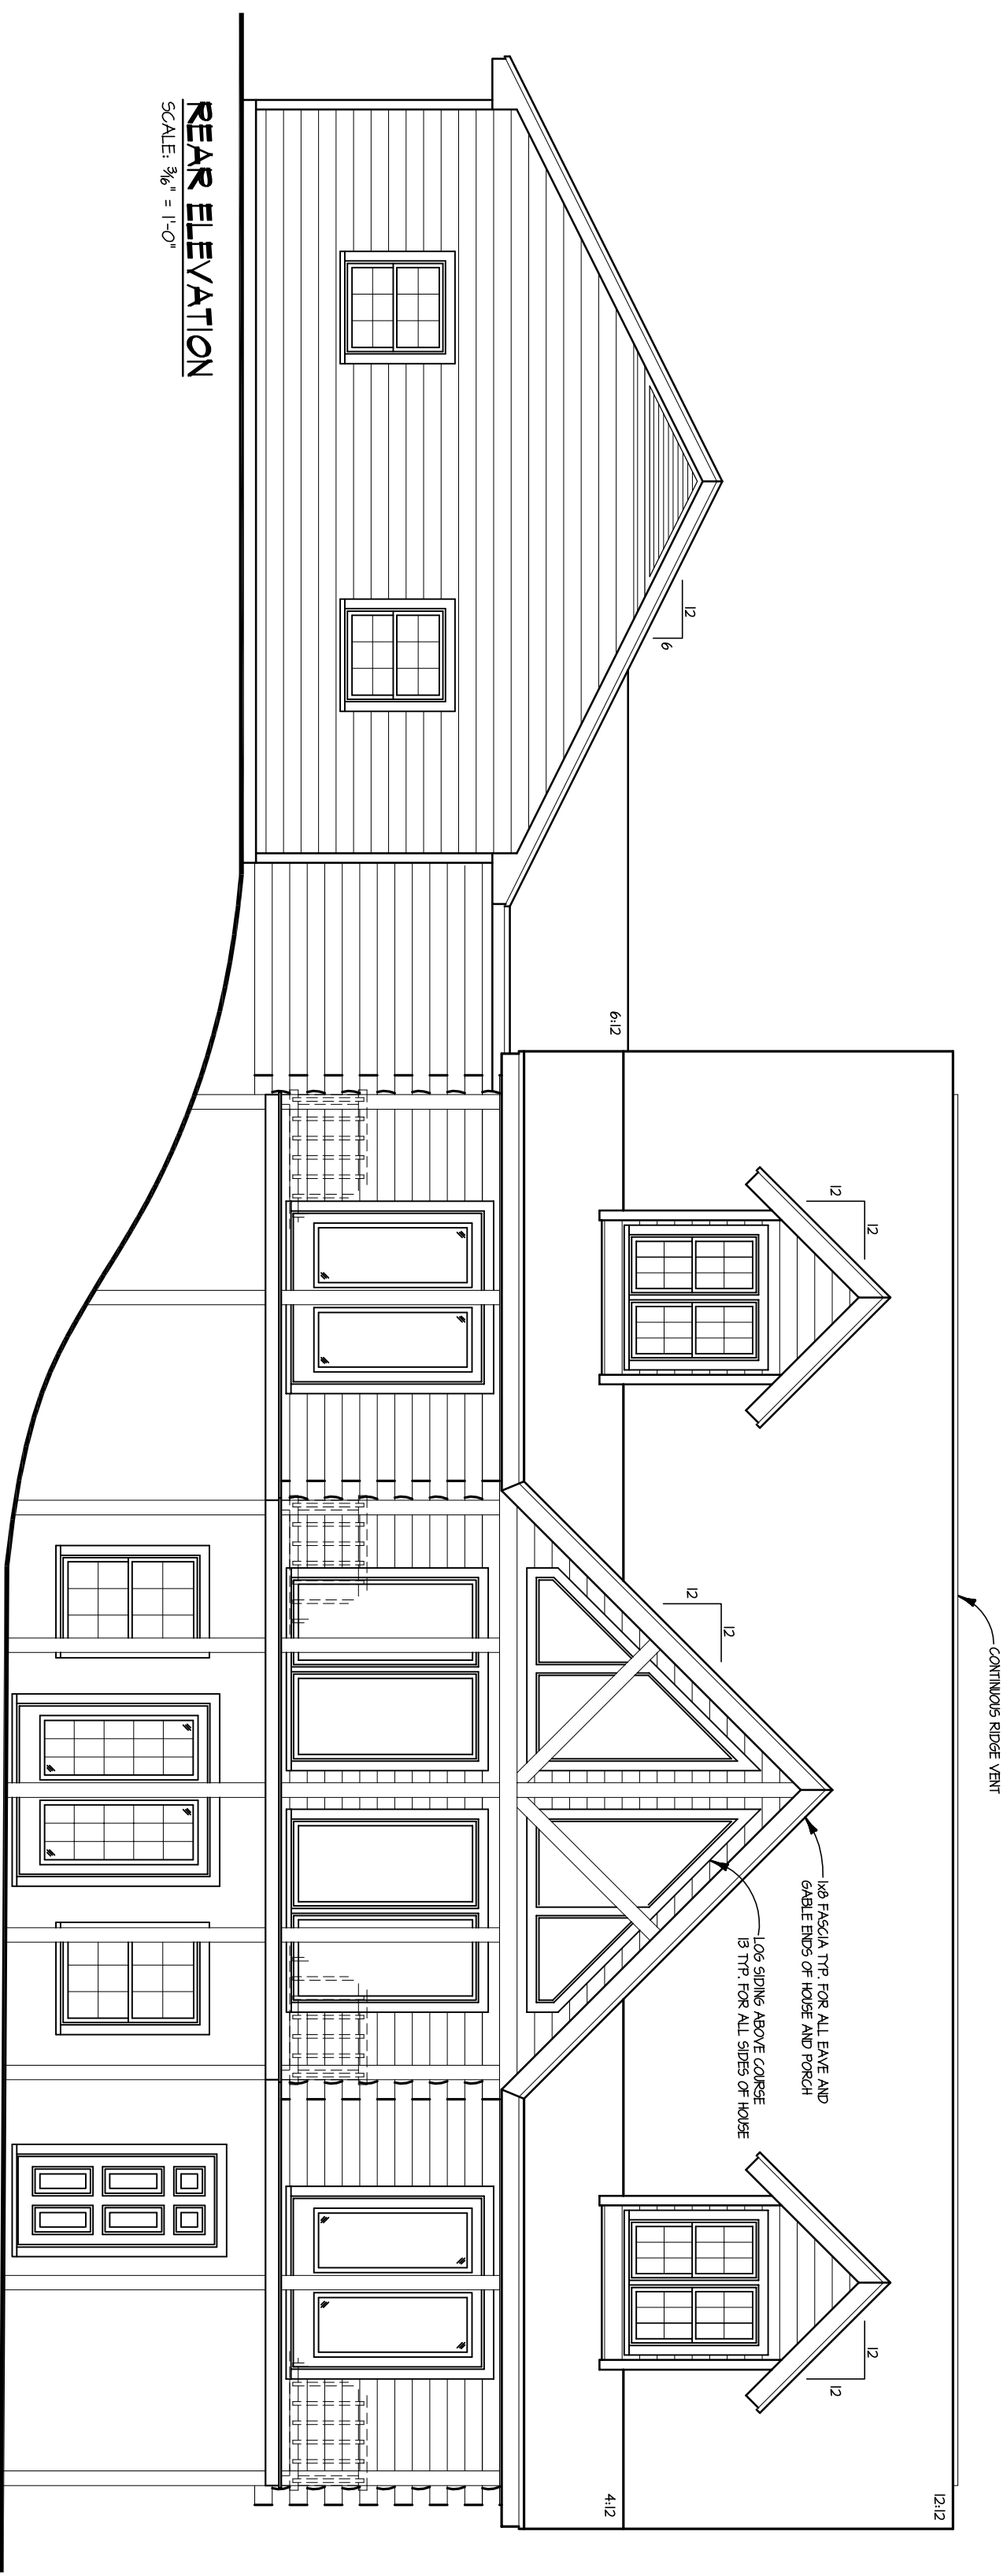 CONTINUOUS RIDGE VENT
12:12
12
12
12
12
1x8 FASCIA TYP. FOR ALL EAVE AND
GABLE ENDS OF HOUSE AND PORCH
12
12
LOG SIDING ABOVE COURSE
13 TYP. FOR ALL SIDES OF HOUSE
12
6
6:12
4:12
REAR ELEVATION
SCALE: 3/16" = 1'-0"